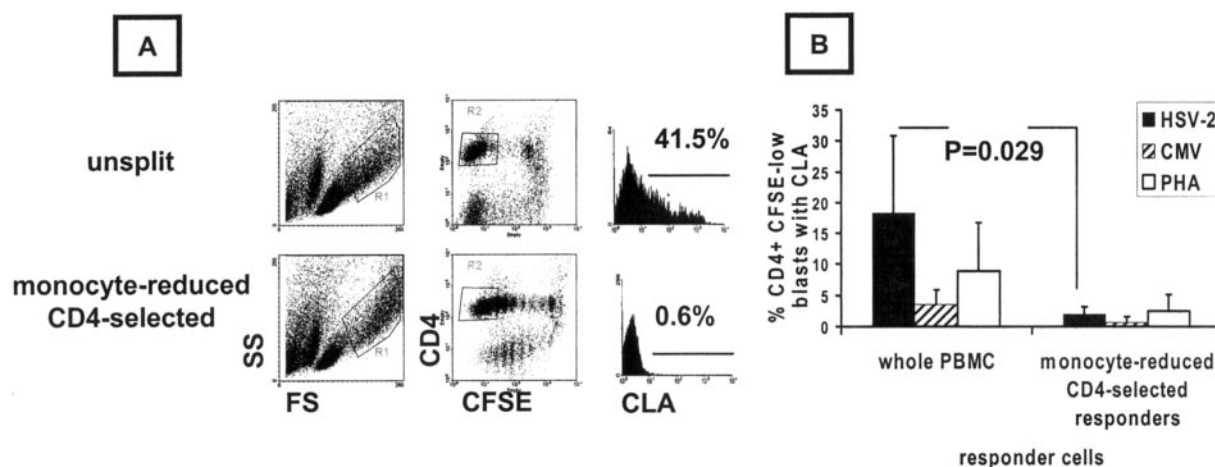 A
unsplit
monocyte-reduced
CD4-selected
R1
R2
41.5%
R1
R2
0.6%
SS
FS
CD4
CFSE
CLA
B
% CD4+ CFSE-low
blasts with CLA
35
30
25
20
15
10
5
0
P=0.029
HSV-2
CMV
PHA
whole PBMC
monocyte-reduced
CD4-selected
responders
responder cells